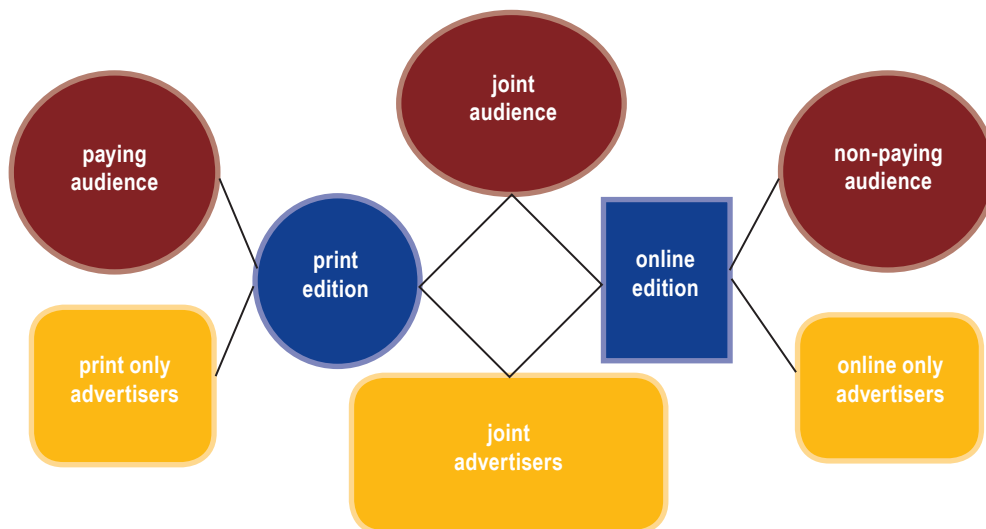 joint
audience
paying
audience
non-paying
audience
print
edition
online
edition
print only
advertisers
online only
advertisers
joint
advertisers